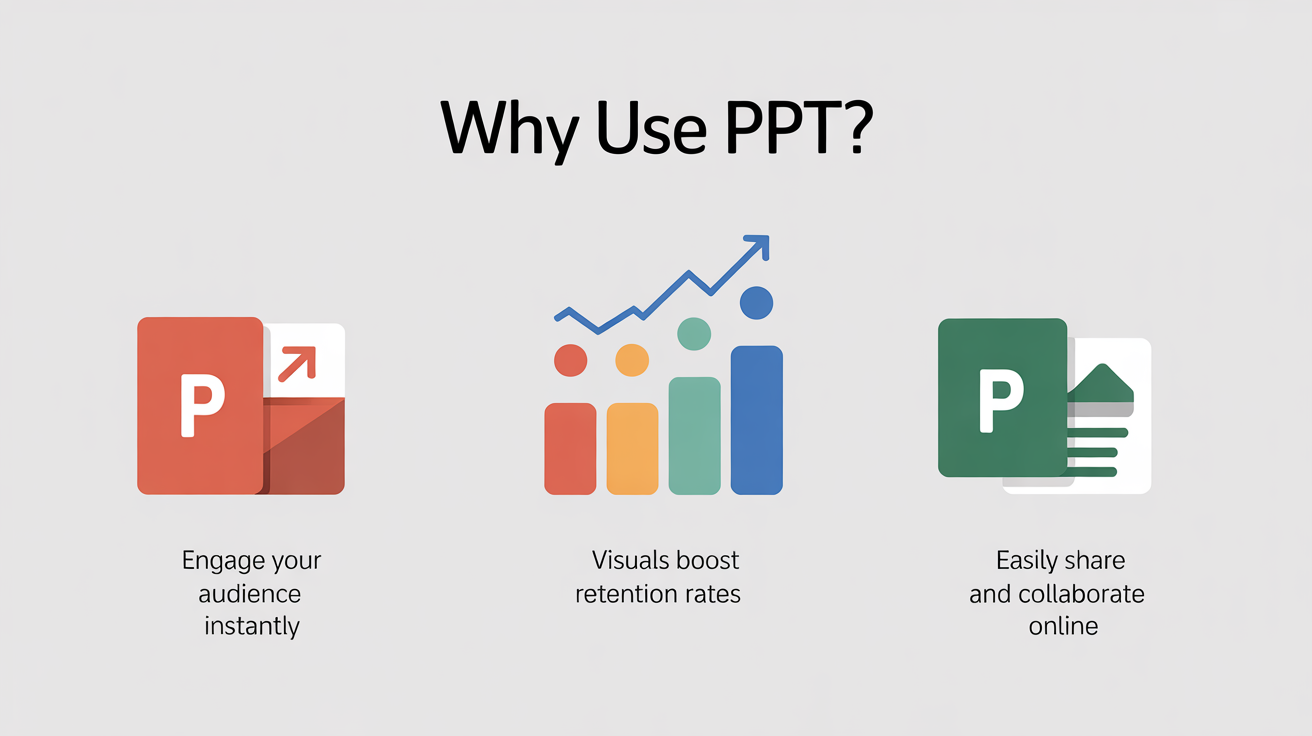 Why Use PPT?
P
P
Engage your
audience
instantly
Visuals boost
retention rates
Easily share
and collaborate
online